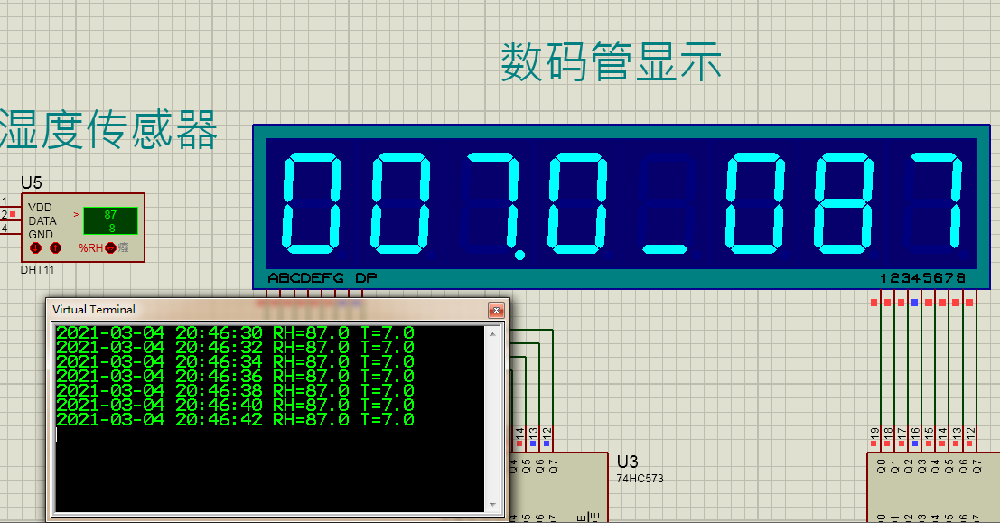 数码管显示
湿度传感器
U5
1
2
4
VDD
DATA
GND
>
87
8
%RH
DHT11
007.0_087
ABCDEFG DP
12345678
Virtual Terminal
2021-03-04 20:46:30 RH=87.0 T=7.0
2021-03-04 20:46:32 RH=87.0 T=7.0
2021-03-04 20:46:34 RH=87.0 T=7.0
2021-03-04 20:46:36 RH=87.0 T=7.0
2021-03-04 20:46:38 RH=87.0 T=7.0
2021-03-04 20:46:40 RH=87.0 T=7.0
2021-03-04 20:46:42 RH=87.0 T=7.0
14
13
12
Q4
Q5
Q6
Q7
U3
74HC573
19
18
17
16
15
14
13
12
Q0
Q1
Q2
Q3
Q4
Q5
Q6
Q7